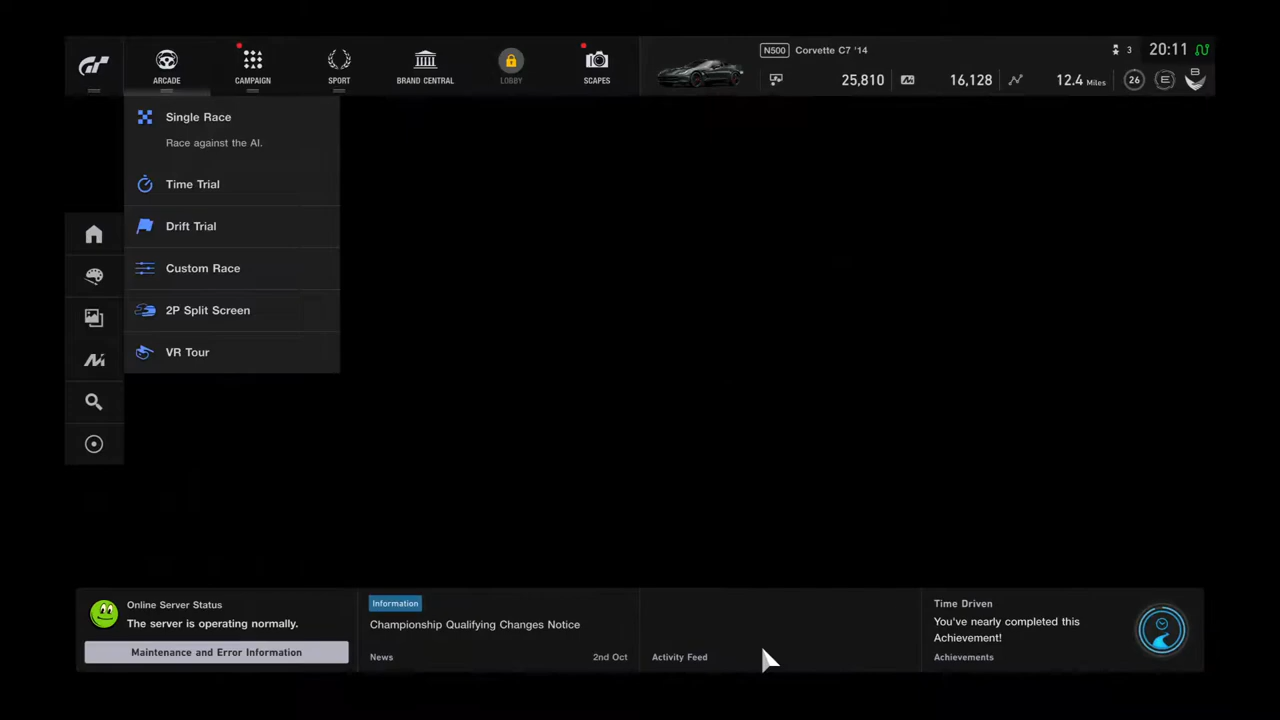 ARCADE
CAMPAIGN
SPORT
BRAND CENTRAL
LOBBY
SCAPES
N500 Corvette C7 '14
3 20:11
25,810 16,128 12.4 Miles 26 E B
Single Race
Race against the AI.
Time Trial
Drift Trial
Custom Race
2P Split Screen
VR Tour
Online Server Status
The server is operating normally.
Maintenance and Error Information
Information
Championship Qualifying Changes Notice
News 2nd Oct
Activity Feed
Time Driven
You've nearly completed this
Achievement!
Achievements